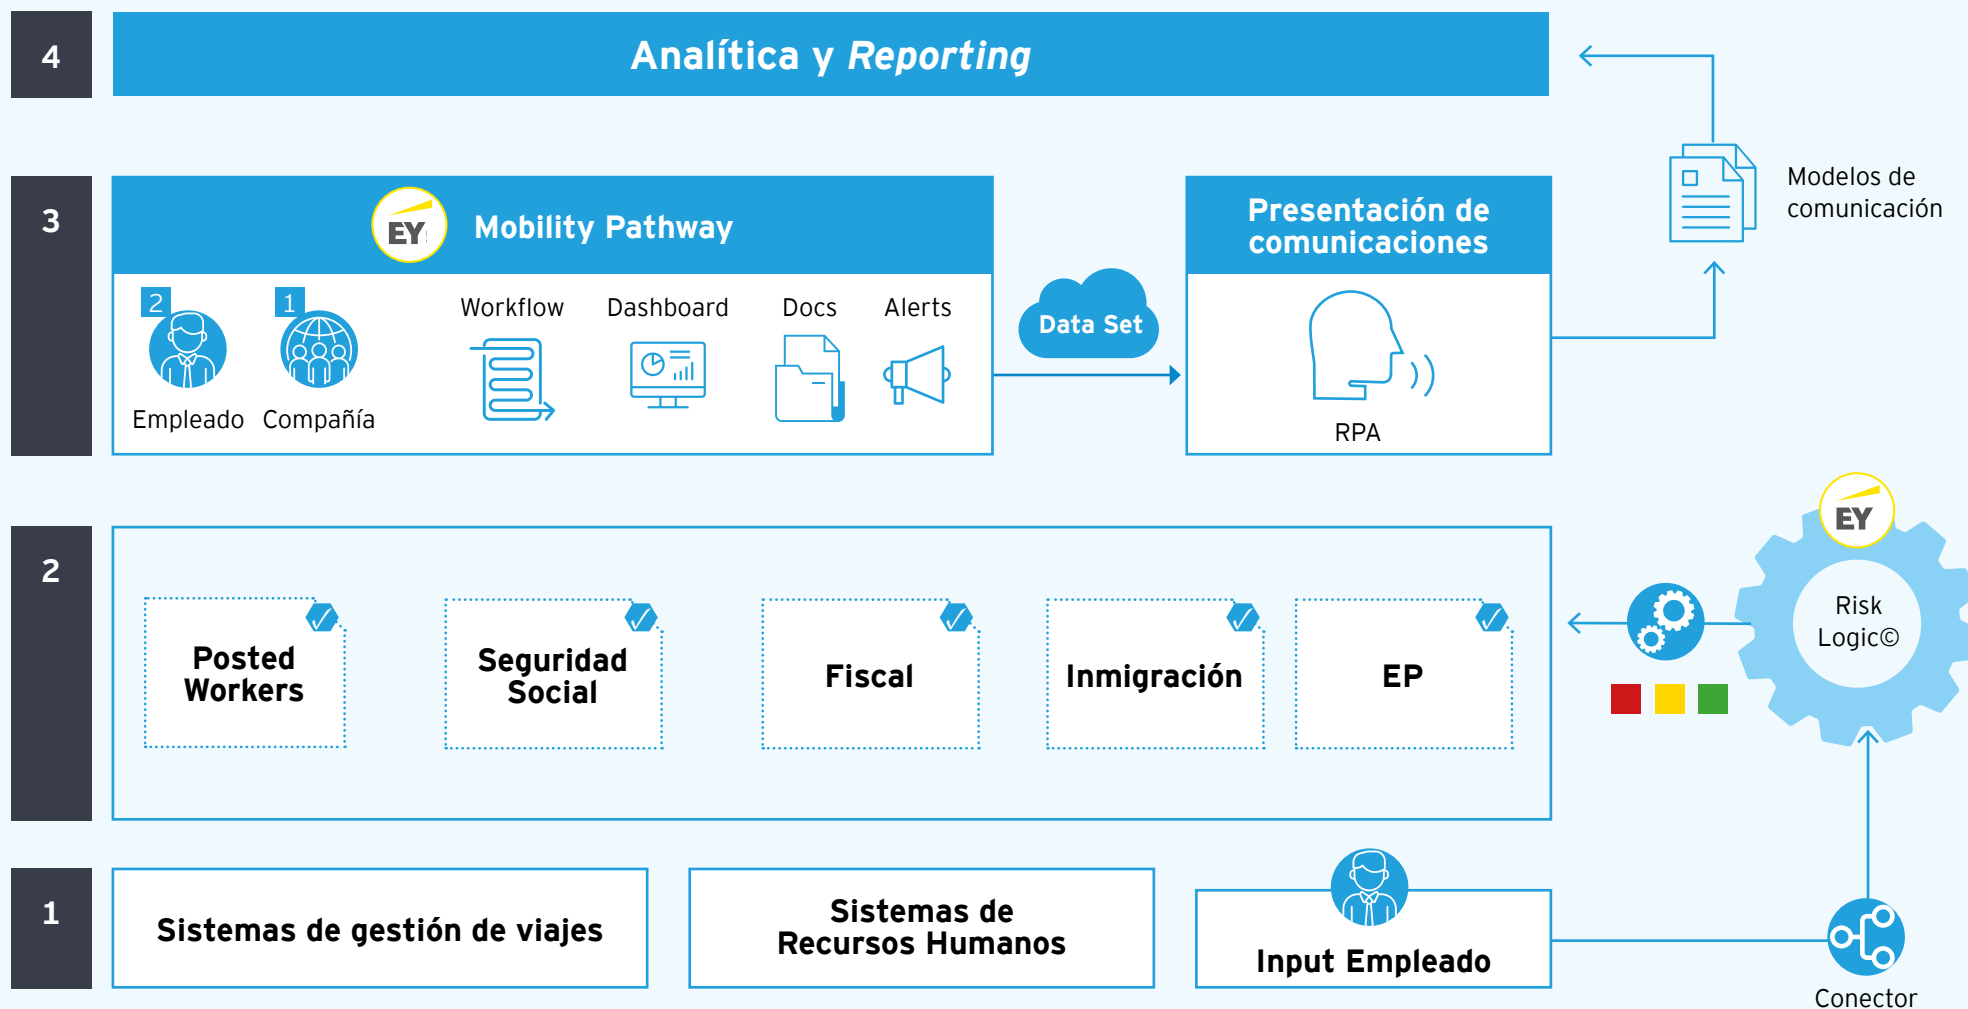 4
Analítica y Reporting
3
EY
Mobility Pathway
2
Empleado
1
Compañía
Workflow
Dashboard
Docs
Alerts
Data Set
Presentación de
comunicaciones
RPA
Modelos de
comunicación
2
Posted
Workers
Seguridad
Social
Fiscal
Inmigración
EP
EY
Risk
Logic©
1
Sistemas de gestión de viajes
Sistemas de
Recursos Humanos
Input Empleado
Conector